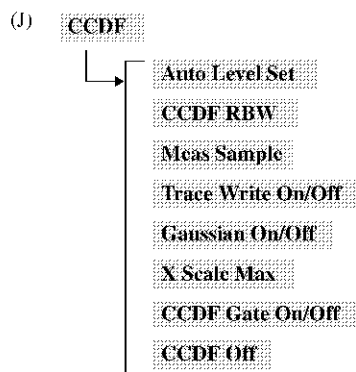 (J) CCDF
Auto Level Set
CCDF RBW
Meas Sample
Trace Write On/Off
Gaussian On/Off
X Scale Max
CCDF Gate On/Off
CCDF Off